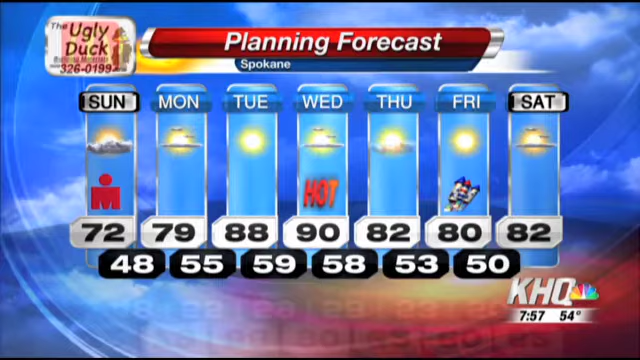 The
Ugly
Duck
326-0199
Planning Forecast
Spokane
SUN MON TUE WED THU FRI SAT
HOT
72 79 88 90 82 80 82
48 55 59 58 53 50
KHQ
7:57 54°